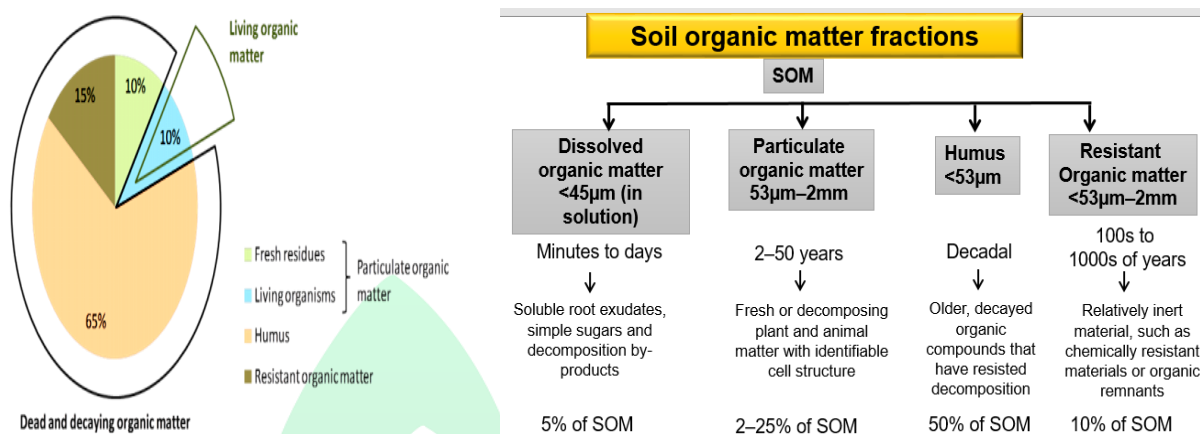 Living organic
matter
15%
10%
10%
65%
Fresh residues
Living organisms
Particulate organic
matter
Humus
Resistant organic matter
Dead and decaying organic matter
Soil organic matter fractions
SOM
Dissolved
organic matter
<45µm (in
solution)
Minutes to days
Soluble root exudates,
simple sugars and
decomposition by-
products
5% of SOM
Particulate
organic matter
53µm–2mm
2–50 years
Fresh or decomposing
plant and animal
matter with identifiable
cell structure
2–25% of SOM
Humus
<53µm
Decadal
Older, decayed
organic
compounds that
have resisted
decomposition
50% of SOM
Resistant
Organic matter
<53µm–2mm
100s to
1000s of years
Relatively inert
material, such as
chemically resistant
materials or organic
remnants
10% of SOM